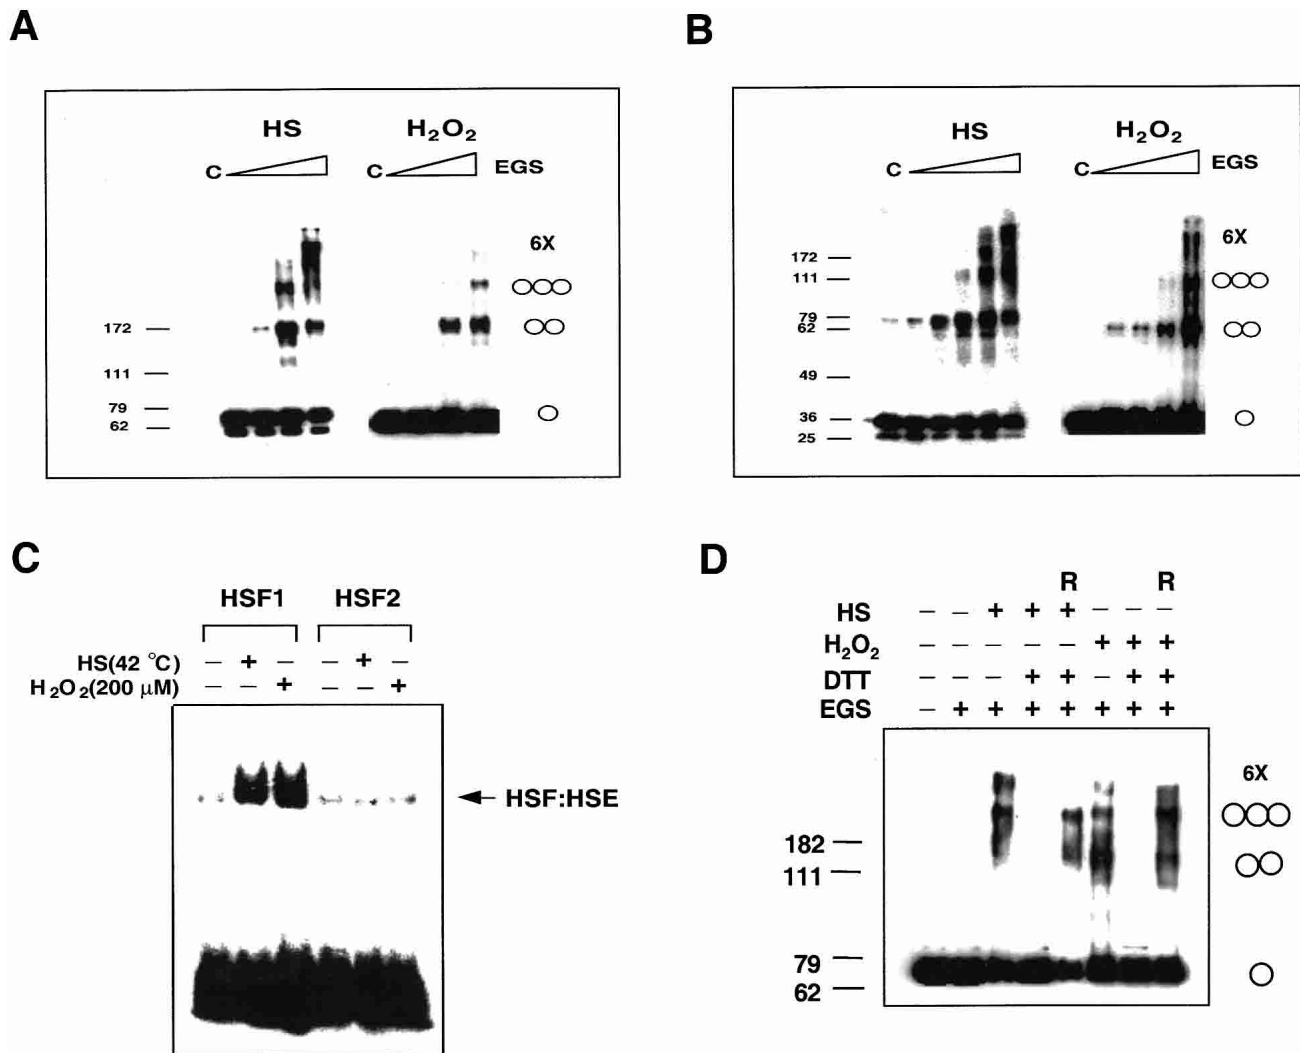 A
HS H2O2
C C EGS
6X
172
111
79
62
B
HS H2O2
C C EGS
6X
172
111
79
62
49
36
25
C
HSF1 HSF2
HS(42 °C) – + – – + –
H2O2(200 μM) – – + – – +
HSF:HSE
D
R R
HS – – + + + – – –
H2O2 – – – – – + + +
DTT – – – + + – + +
EGS – + + + + + + +
6X
182
111
79
62